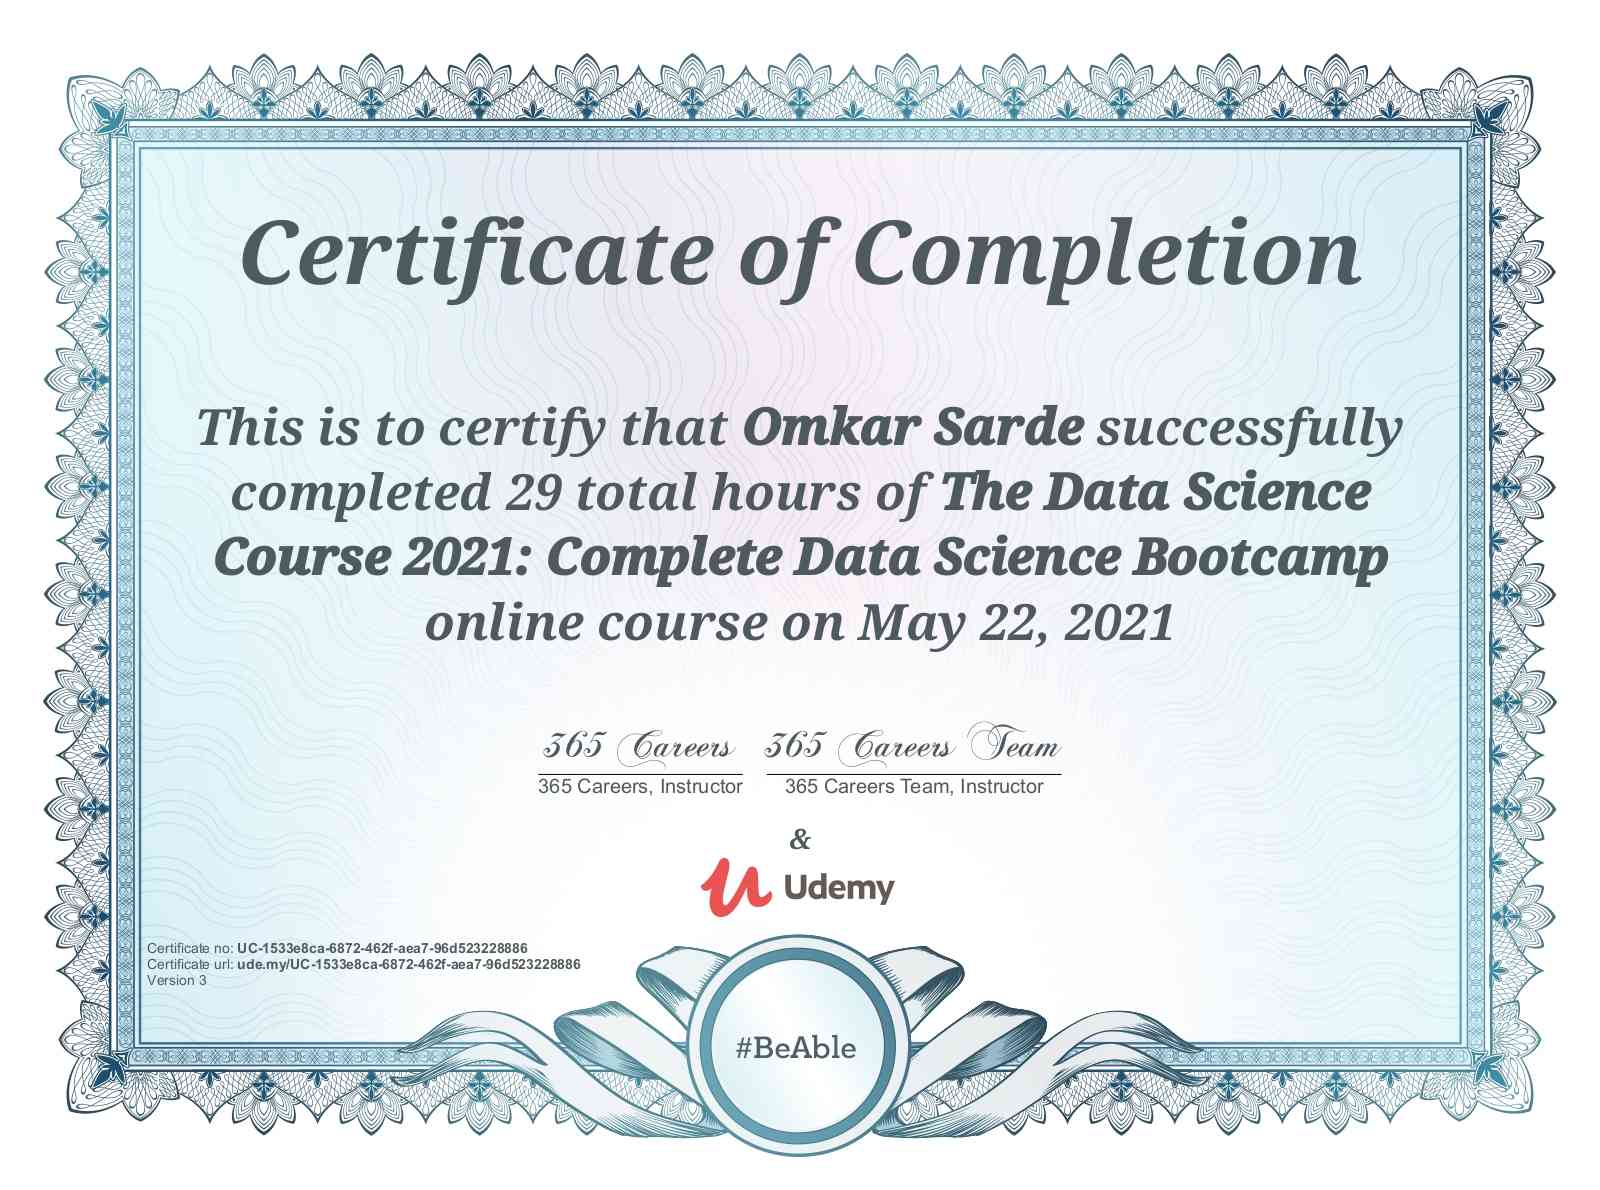 Certificate of Completion
This is to certify that Omkar Sarde successfully
completed 29 total hours of The Data Science
Course 2021: Complete Data Science Bootcamp
online course on May 22, 2021
365 Careers 365 Careers Team
365 Careers, Instructor 365 Careers Team, Instructor
&
Udemy
Certificate no: UC-1533e8ca-6872-462f-aea7-96d523228886
Certificate url: ude.my/UC-1533e8ca-6872-462f-aea7-96d523228886
Version 3
#BeAble